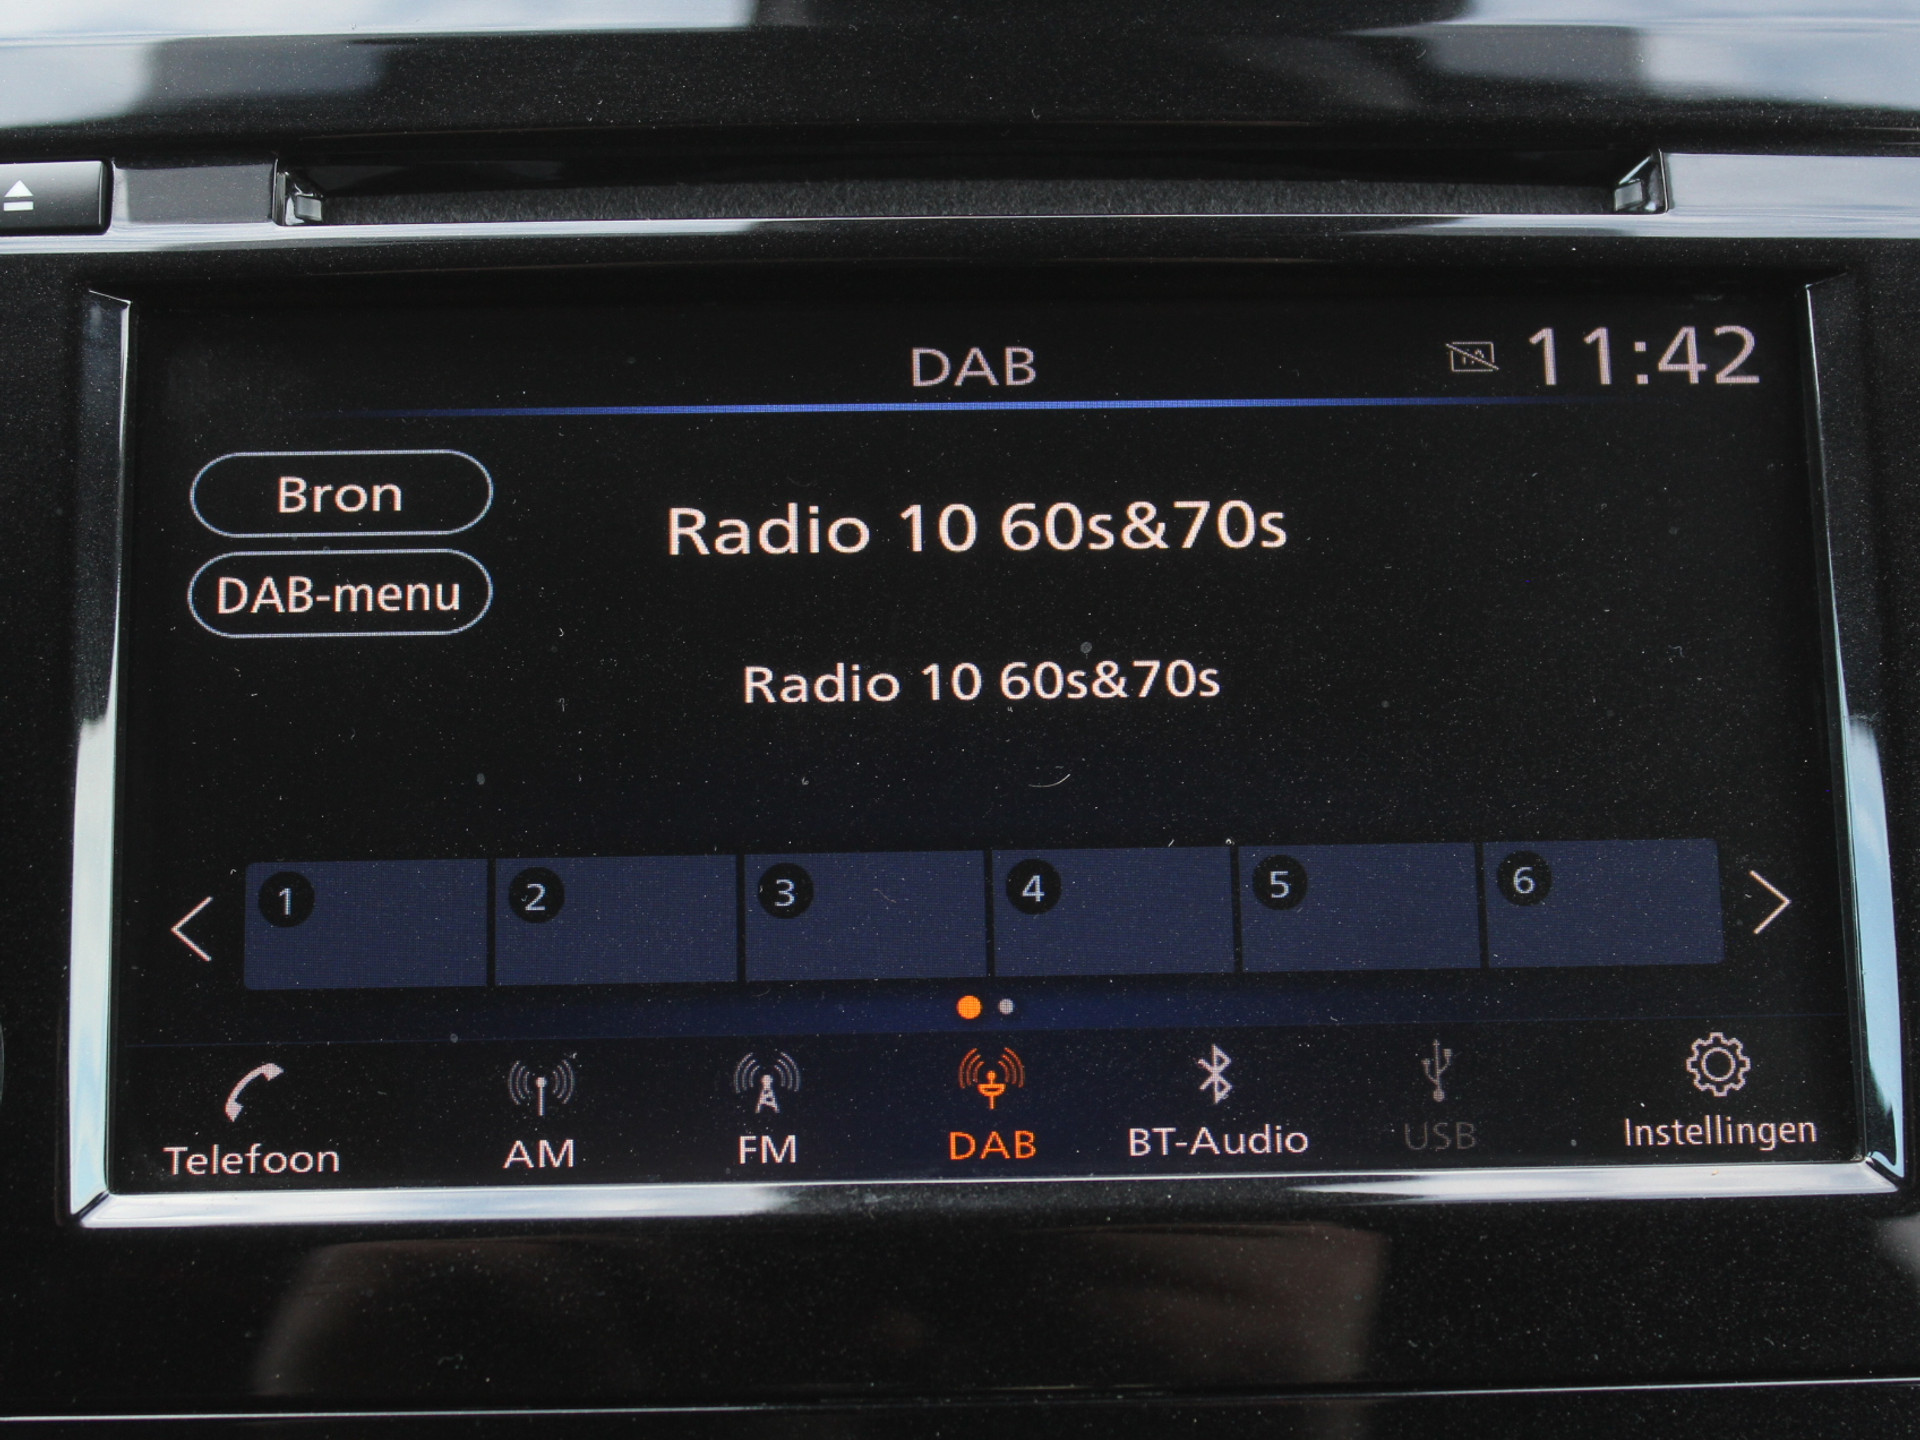 DAB
11:42
Bron
Radio 10 60s&70s
DAB-menu
Radio 10 60s&70s
1 2 3 4 5 6
Telefoon AM FM DAB BT-Audio USB Instellingen